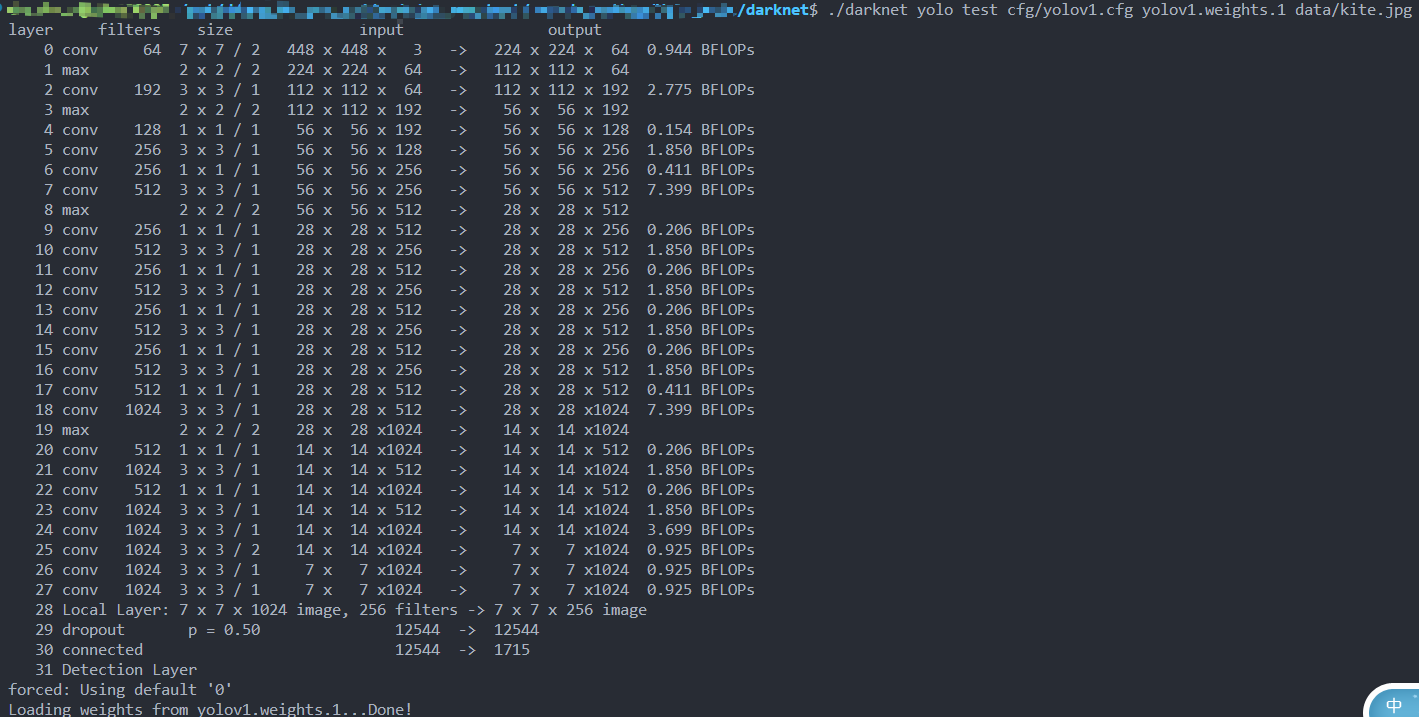 ./darknet$ ./darknet yolo test cfg/yolov1.cfg yolov1.weights.1 data/kite.jpg
layer     filters    size              input                output
    0 conv     64  7 x 7 / 2   448 x 448 x   3   ->   224 x 224 x  64  0.944 BFLOPs
    1 max          2 x 2 / 2   224 x 224 x  64   ->   112 x 112 x  64
    2 conv    192  3 x 3 / 1   112 x 112 x  64   ->   112 x 112 x 192  2.775 BFLOPs
    3 max          2 x 2 / 2   112 x 112 x 192   ->    56 x  56 x 192
    4 conv    128  1 x 1 / 1    56 x  56 x 192   ->    56 x  56 x 128  0.154 BFLOPs
    5 conv    256  3 x 3 / 1    56 x  56 x 128   ->    56 x  56 x 256  1.850 BFLOPs
    6 conv    256  1 x 1 / 1    56 x  56 x 256   ->    56 x  56 x 256  0.411 BFLOPs
    7 conv    512  3 x 3 / 1    56 x  56 x 256   ->    56 x  56 x 512  7.399 BFLOPs
    8 max          2 x 2 / 2    56 x  56 x 512   ->    28 x  28 x 512
    9 conv    256  1 x 1 / 1    28 x  28 x 512   ->    28 x  28 x 256  0.206 BFLOPs
   10 conv    512  3 x 3 / 1    28 x  28 x 256   ->    28 x  28 x 512  1.850 BFLOPs
   11 conv    256  1 x 1 / 1    28 x  28 x 512   ->    28 x  28 x 256  0.206 BFLOPs
   12 conv    512  3 x 3 / 1    28 x  28 x 256   ->    28 x  28 x 512  1.850 BFLOPs
   13 conv    256  1 x 1 / 1    28 x  28 x 512   ->    28 x  28 x 256  0.206 BFLOPs
   14 conv    512  3 x 3 / 1    28 x  28 x 256   ->    28 x  28 x 512  1.850 BFLOPs
   15 conv    256  1 x 1 / 1    28 x  28 x 512   ->    28 x  28 x 256  0.206 BFLOPs
   16 conv    512  3 x 3 / 1    28 x  28 x 256   ->    28 x  28 x 512  1.850 BFLOPs
   17 conv    512  1 x 1 / 1    28 x  28 x 512   ->    28 x  28 x 512  0.411 BFLOPs
   18 conv   1024  3 x 3 / 1    28 x  28 x 512   ->    28 x  28 x1024  7.399 BFLOPs
   19 max          2 x 2 / 2    28 x  28 x1024   ->    14 x  14 x1024
   20 conv    512  1 x 1 / 1    14 x  14 x1024   ->    14 x  14 x 512  0.206 BFLOPs
   21 conv   1024  3 x 3 / 1    14 x  14 x 512   ->    14 x  14 x1024  1.850 BFLOPs
   22 conv    512  1 x 1 / 1    14 x  14 x1024   ->    14 x  14 x 512  0.206 BFLOPs
   23 conv   1024  3 x 3 / 1    14 x  14 x 512   ->    14 x  14 x1024  1.850 BFLOPs
   24 conv   1024  3 x 3 / 1    14 x  14 x1024   ->    14 x  14 x1024  3.699 BFLOPs
   25 conv   1024  3 x 3 / 2    14 x  14 x1024   ->     7 x   7 x1024  0.925 BFLOPs
   26 conv   1024  3 x 3 / 1     7 x   7 x1024   ->     7 x   7 x1024  0.925 BFLOPs
   27 conv   1024  3 x 3 / 1     7 x   7 x1024   ->     7 x   7 x1024  0.925 BFLOPs
   28 Local Layer: 7 x 7 x 1024 image, 256 filters -> 7 x 7 x 256 image
   29 dropout       p = 0.50               12544  ->  12544
   30 connected                            12544  ->  1715
   31 Detection Layer
forced: Using default '0'
Loading weights from yolov1.weights.1...Done!
中